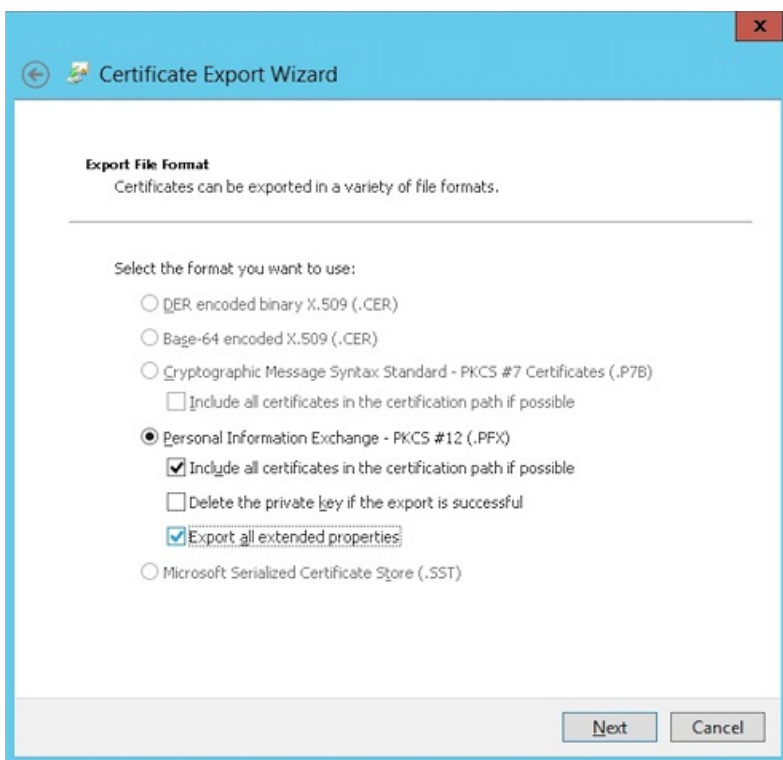 x
Certificate Export Wizard
Export File Format
Certificates can be exported in a variety of file formats.
Select the format you want to use:
DER encoded binary X.509 (.CER)
Base-64 encoded X.509 (.CER)
Cryptographic Message Syntax Standard - PKCS #7 Certificates (.P7B)
Include all certificates in the certification path if possible
Personal Information Exchange - PKCS #12 (.PFX)
Include all certificates in the certification path if possible
Delete the private key if the export is successful
Export all extended properties
Microsoft Serialized Certificate Store (.SST)
Next Cancel